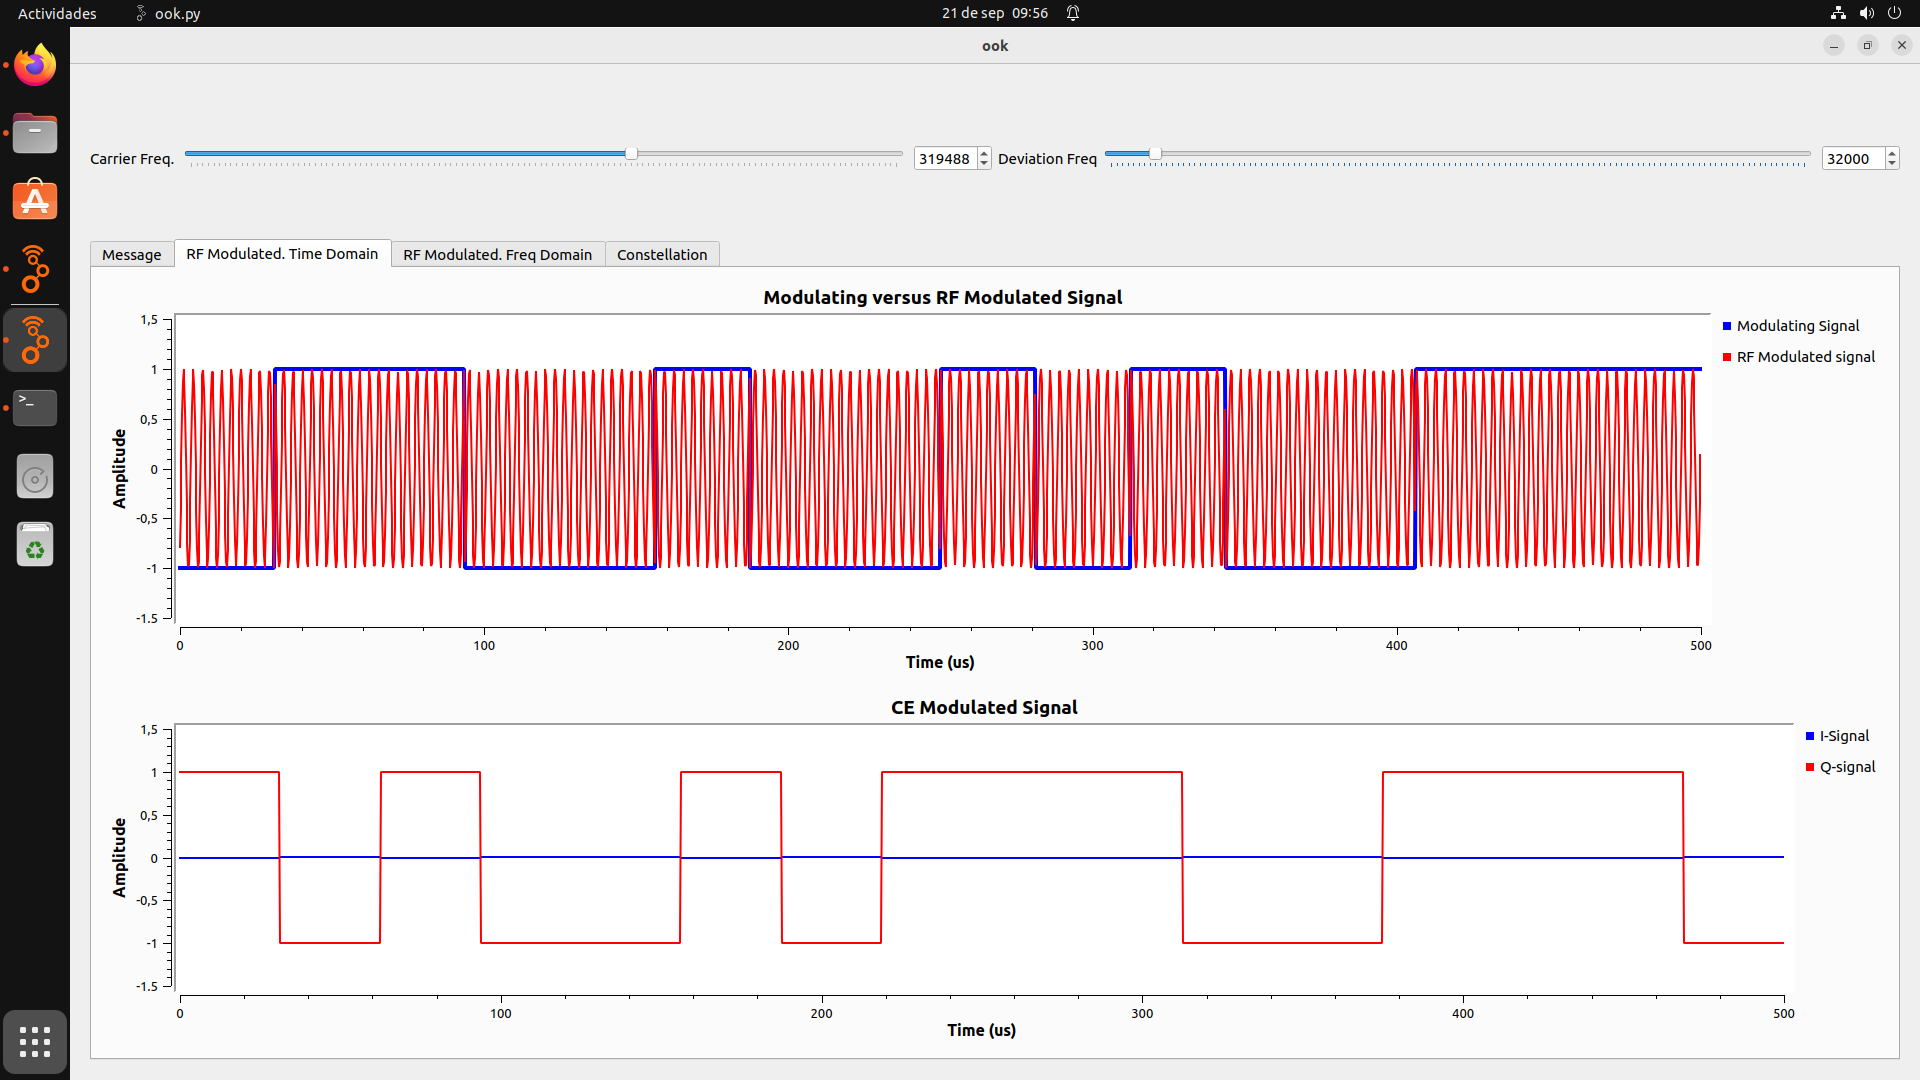 Actividades ook.py 21 de sep 09:56
ook
Carrier Freq. 319488 Deviation Freq 32000
Message RF Modulated. Time Domain RF Modulated. Freq Domain Constellation
Modulating versus RF Modulated Signal
1,5
1
0,5
0
-0,5
-1
-1.5
Amplitude
0 100 200 300 400 500
Time (us)
Modulating Signal
RF Modulated signal
CE Modulated Signal
1,5
1
0,5
0
-0,5
-1
-1.5
Amplitude
0 100 200 300 400 500
Time (us)
I-Signal
Q-signal